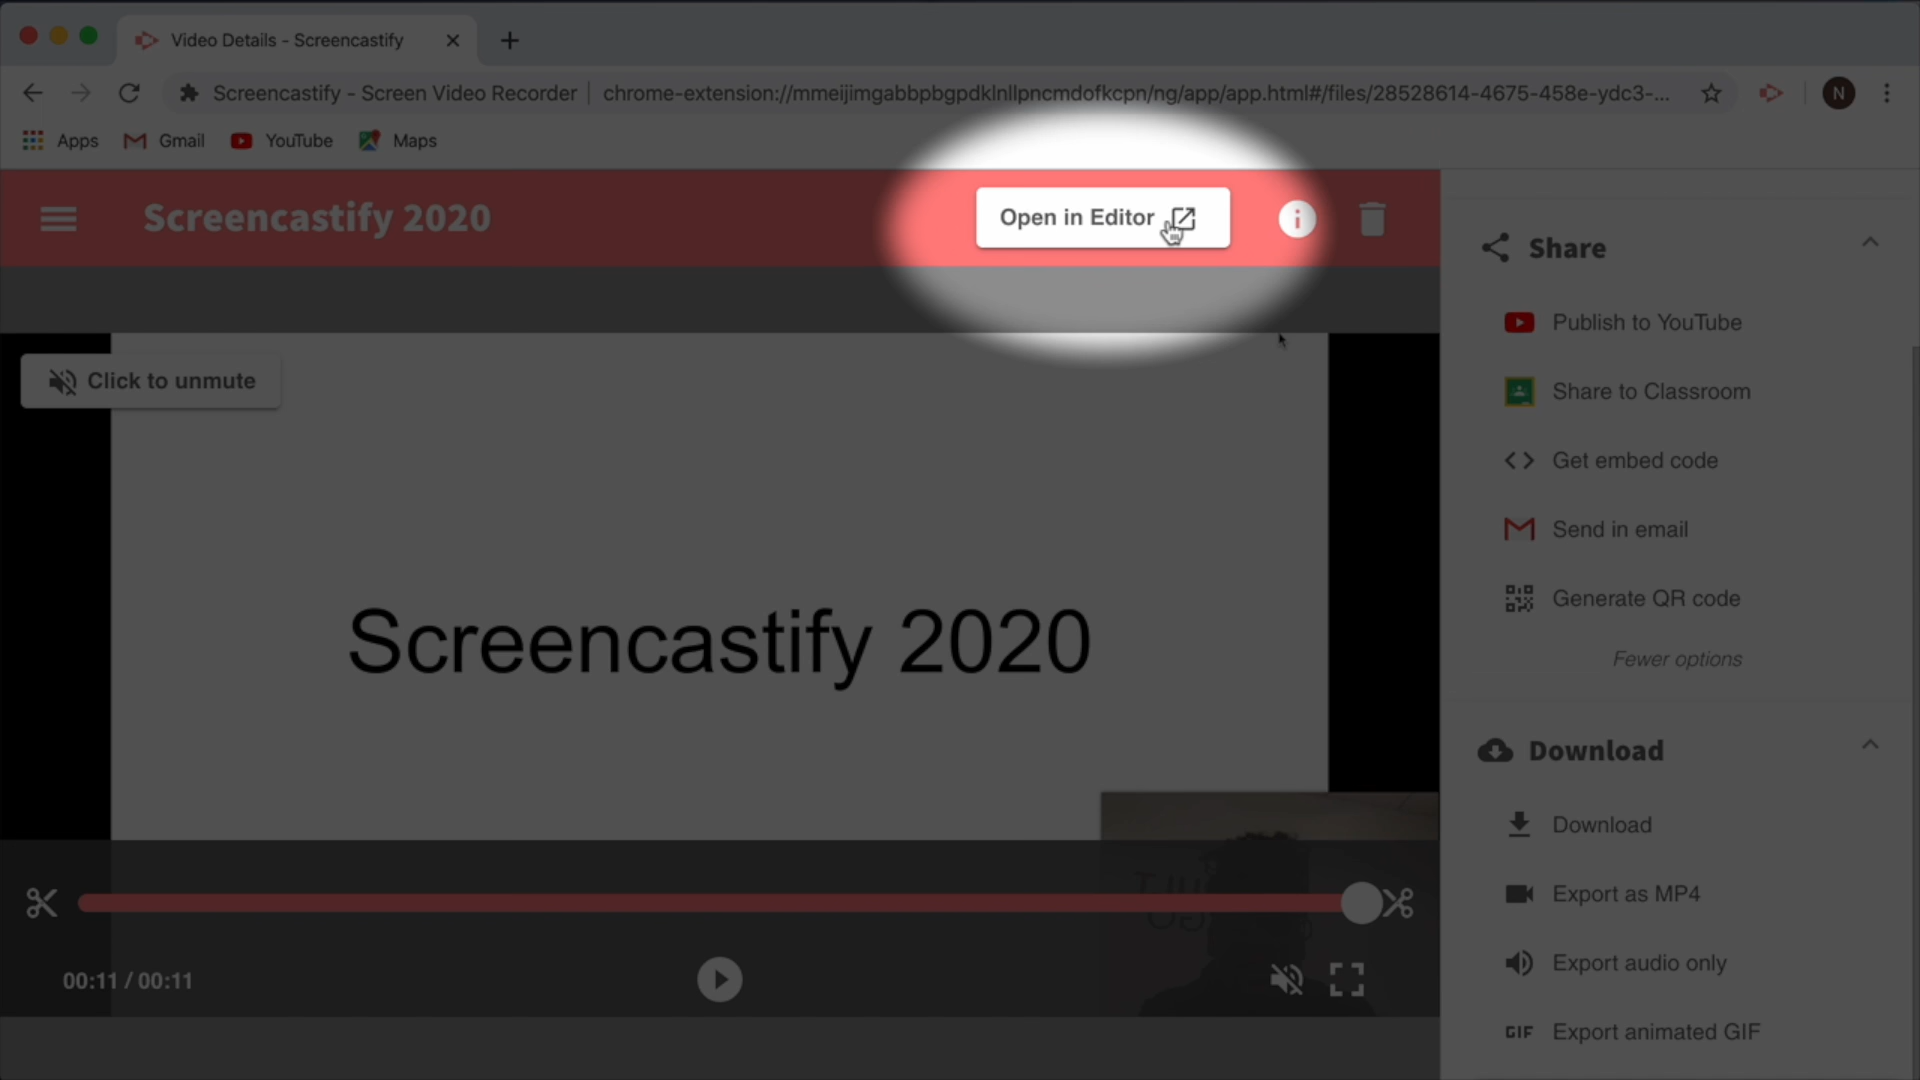 Video Details - Screencastify
Screencastify - Screen Video Recorder
chrome-extension://mmeijimgabbpbgpdklnllpncmdofkcpn/ng/app/app.html#/files/28528614-4675-458e-ydc3-...
N
Apps
Gmail
YouTube
Maps
Screencastify 2020
Open in Editor
Click to unmute
Screencastify 2020
00:11 / 00:11
Share
Publish to YouTube
Share to Classroom
Get embed code
Send in email
Generate QR code
Fewer options
Download
Download
Export as MP4
Export audio only
GIF Export animated GIF